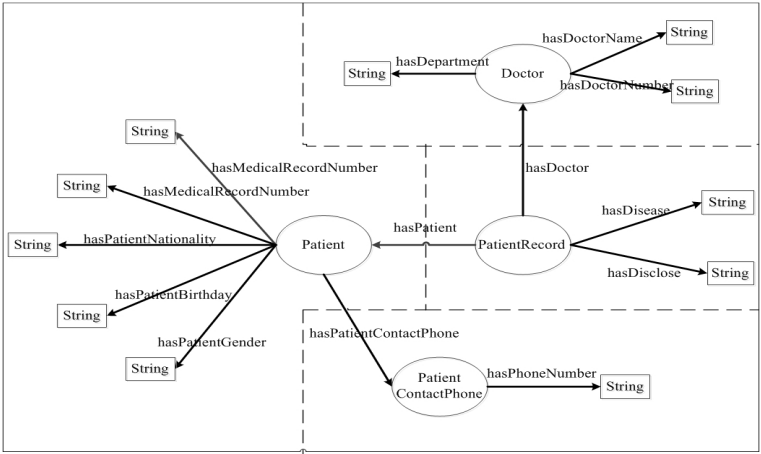 hasDoctorName
String
hasDepartment
String
Doctor
hasDoctorNumber
String
String
hasMedicalRecordNumber
hasDoctor
String
hasMedicalRecordNumber
String
hasDisease
hasPatient
String
hasPatientNationality
Patient
PatientRecord
hasDisclose
String
hasPatientBirthday
String
hasPatientContactPhone
hasPatientGender
String
Patient
ContactPhone
hasPhoneNumber
String